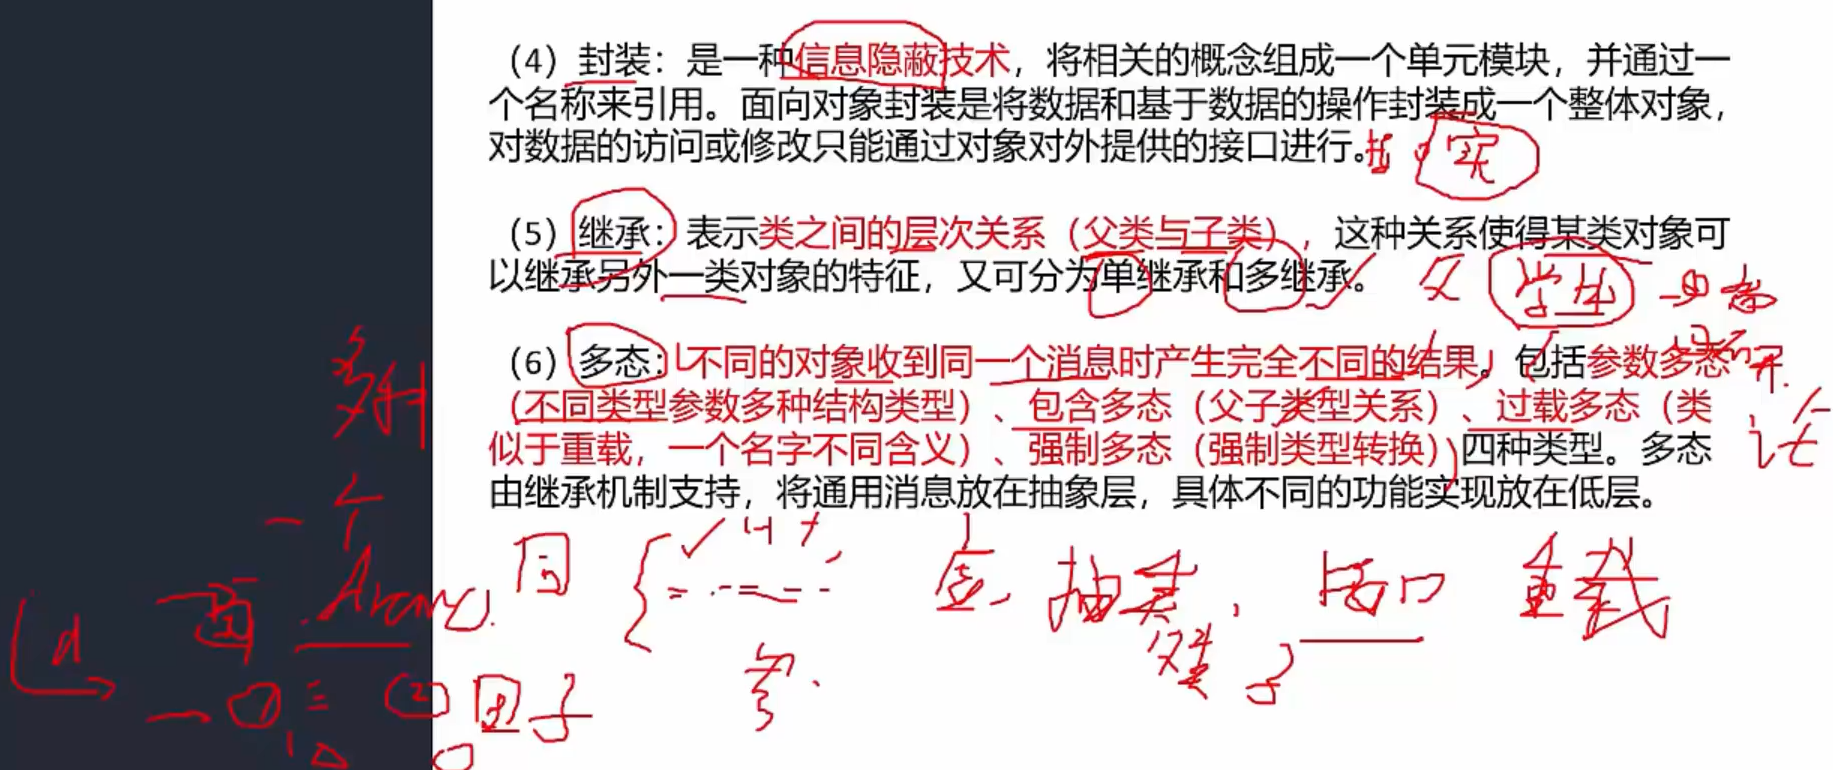 （4）封装：是一种信息隐蔽技术，将相关的概念组成一个单元模块，并通过一
个名称来引用。面向对象封装是将数据和基于数据的操作封装成一个整体对象，
对数据的访问或修改只能通过对象对外提供的接口进行。
实
（5）继承：表示类之间的层次关系（父类与子类），这种关系使得某类对象可
以继承另外一类对象的特征，又可分为单继承和多继承。
父 学生
（6）多态：不同的对象收到同一个消息时产生完全不同的结果。包括参数多态
（不同类型参数多种结构类型）、包含多态（父子类型关系）、过载多态（类
似于重载，一个名字不同含义）、强制多态（强制类型转换）四种类型。多态
由继承机制支持，将通用消息放在抽象层，具体不同的功能实现放在低层。
多种
一个
抽类 接口 重载
父类 子